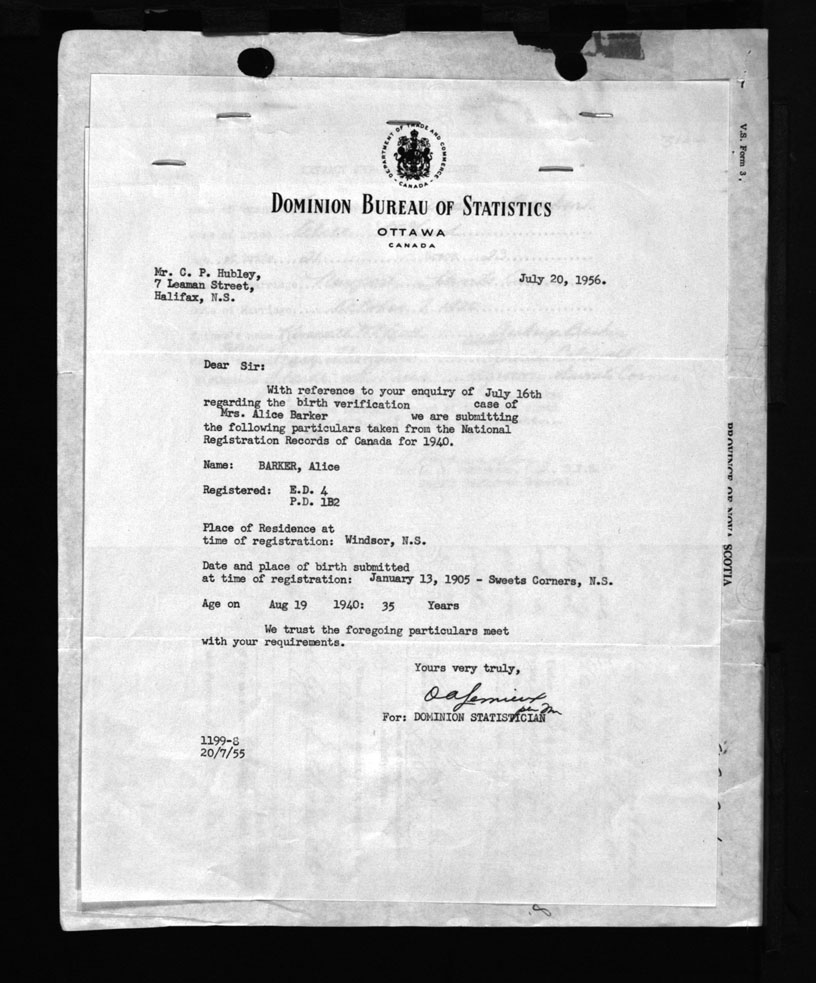 V.S. Form 3,
DEPARTMENT OF TRADE AND COMMERCE
- CANADA -
DOMINION BUREAU OF STATISTICS
OTTAWA
CANADA
Mr. C. P. Hubley,
7 Leaman Street,
Halifax, N.S.
July 20, 1956.
Dear Sir:
With reference to your enquiry of July 16th
regarding the birth verification case of
Mrs. Alice Barker we are submitting
the following particulars taken from the National
Registration Records of Canada for 1940.
Name: BARKER, Alice
Registered: E.D. 4
P.D. 1B2
Place of Residence at
time of registration: Windsor, N.S.
Date and place of birth submitted
at time of registration: January 13, 1905 - Sweets Corners, N.S.
Age on Aug 19 1940: 35 Years
We trust the foregoing particulars meet
with your requirements.
Yours very truly,
O A Lemieux
per
For: DOMINION STATISTICIAN
1199-8
20/7/55
PROVINCE OF NOVA SCOTIA